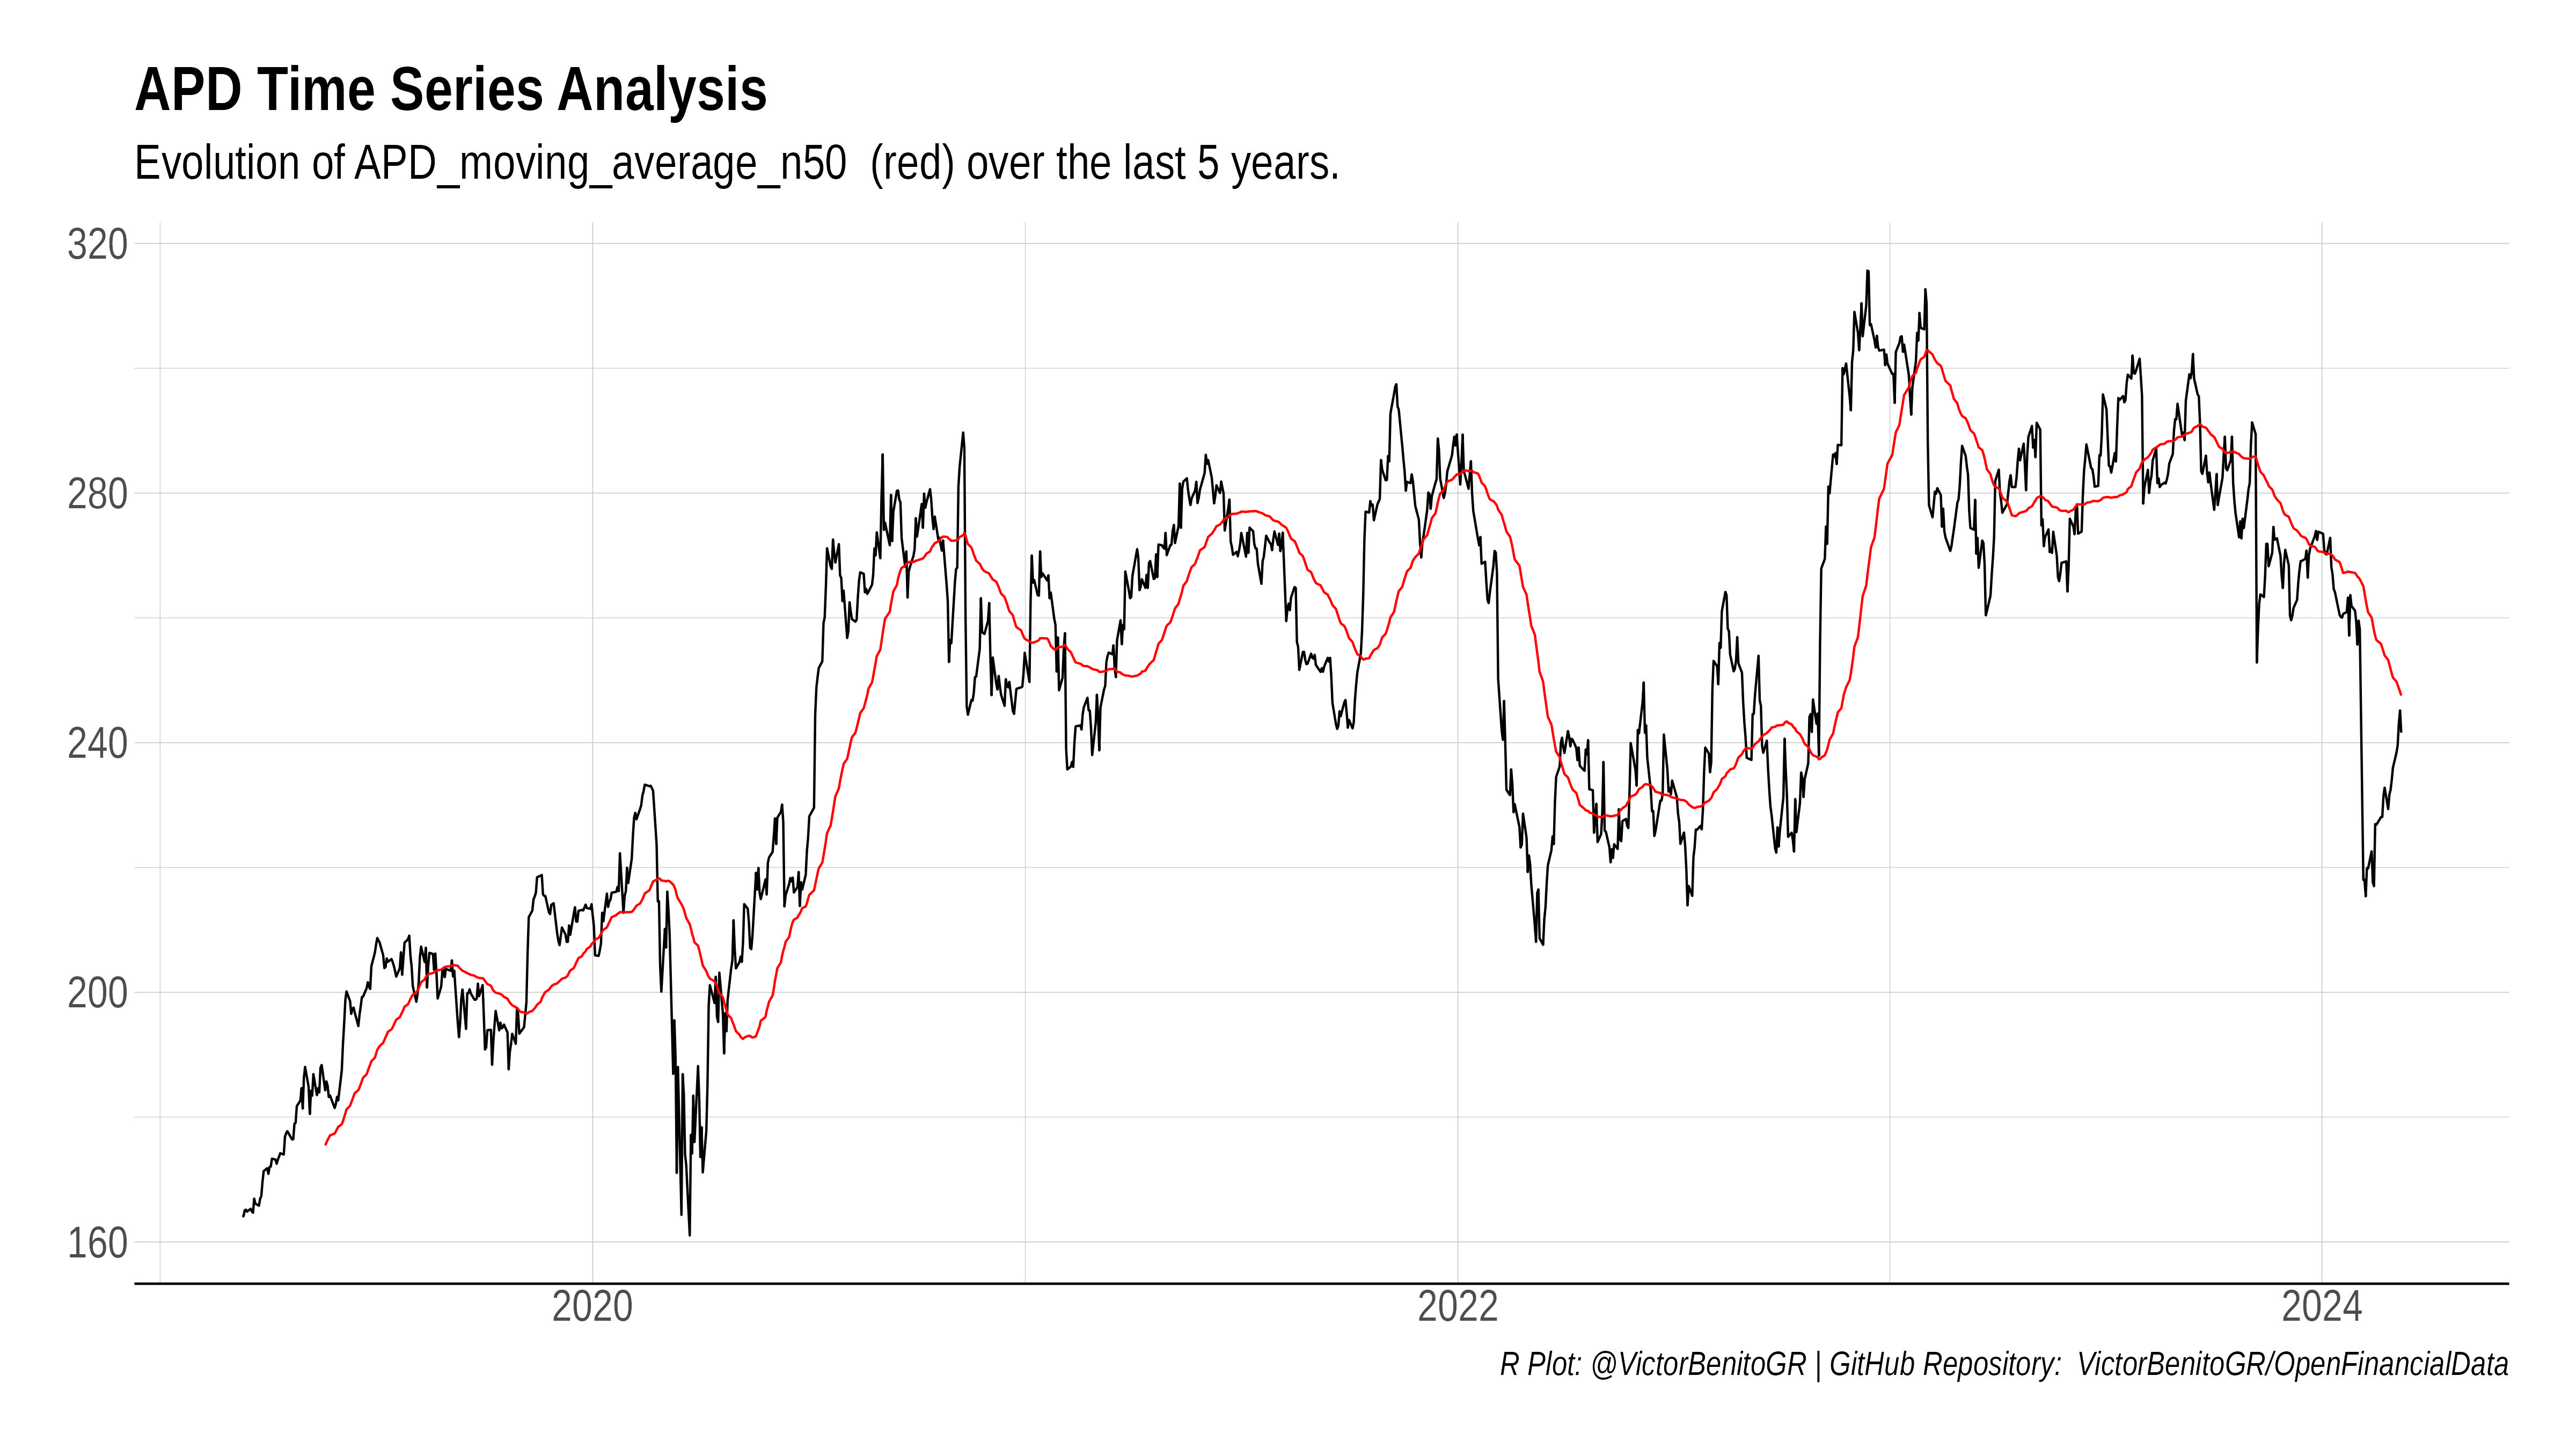 APD Time Series Analysis
Evolution of APD_moving_average_n50  (red) over the last 5 years.
320
280
240
200
160
2020 2022 2024
R Plot: @VictorBenitoGR | GitHub Repository:  VictorBenitoGR/OpenFinancialData